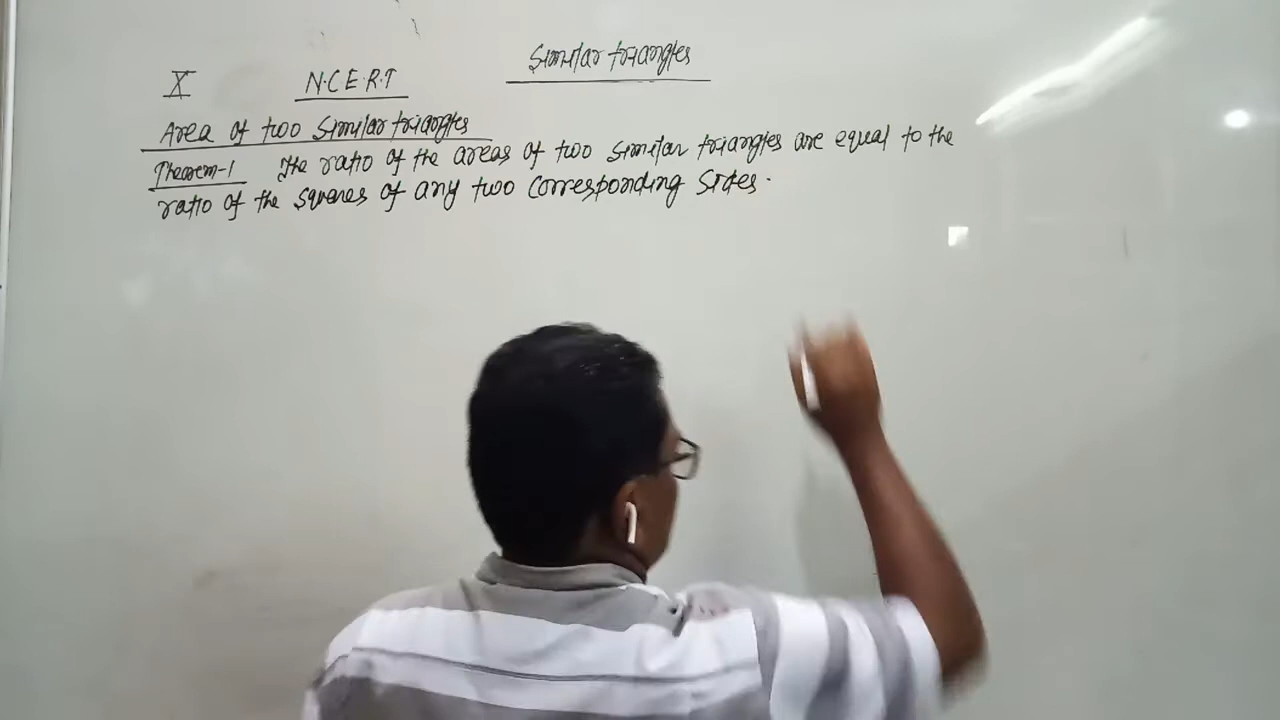 Similar triangles
X N.C.E.R.T
Area of two Similar triangles
Theorem-1 The ratio of the areas of two similar triangles are equal to the
ratio of the squares of any two corresponding sides.